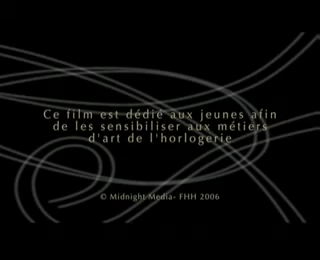 Ce film est dédié aux jeunes afin
de les sensibiliser aux métiers
d'art de l'horlogerie
© Midnight Media- FHH 2006